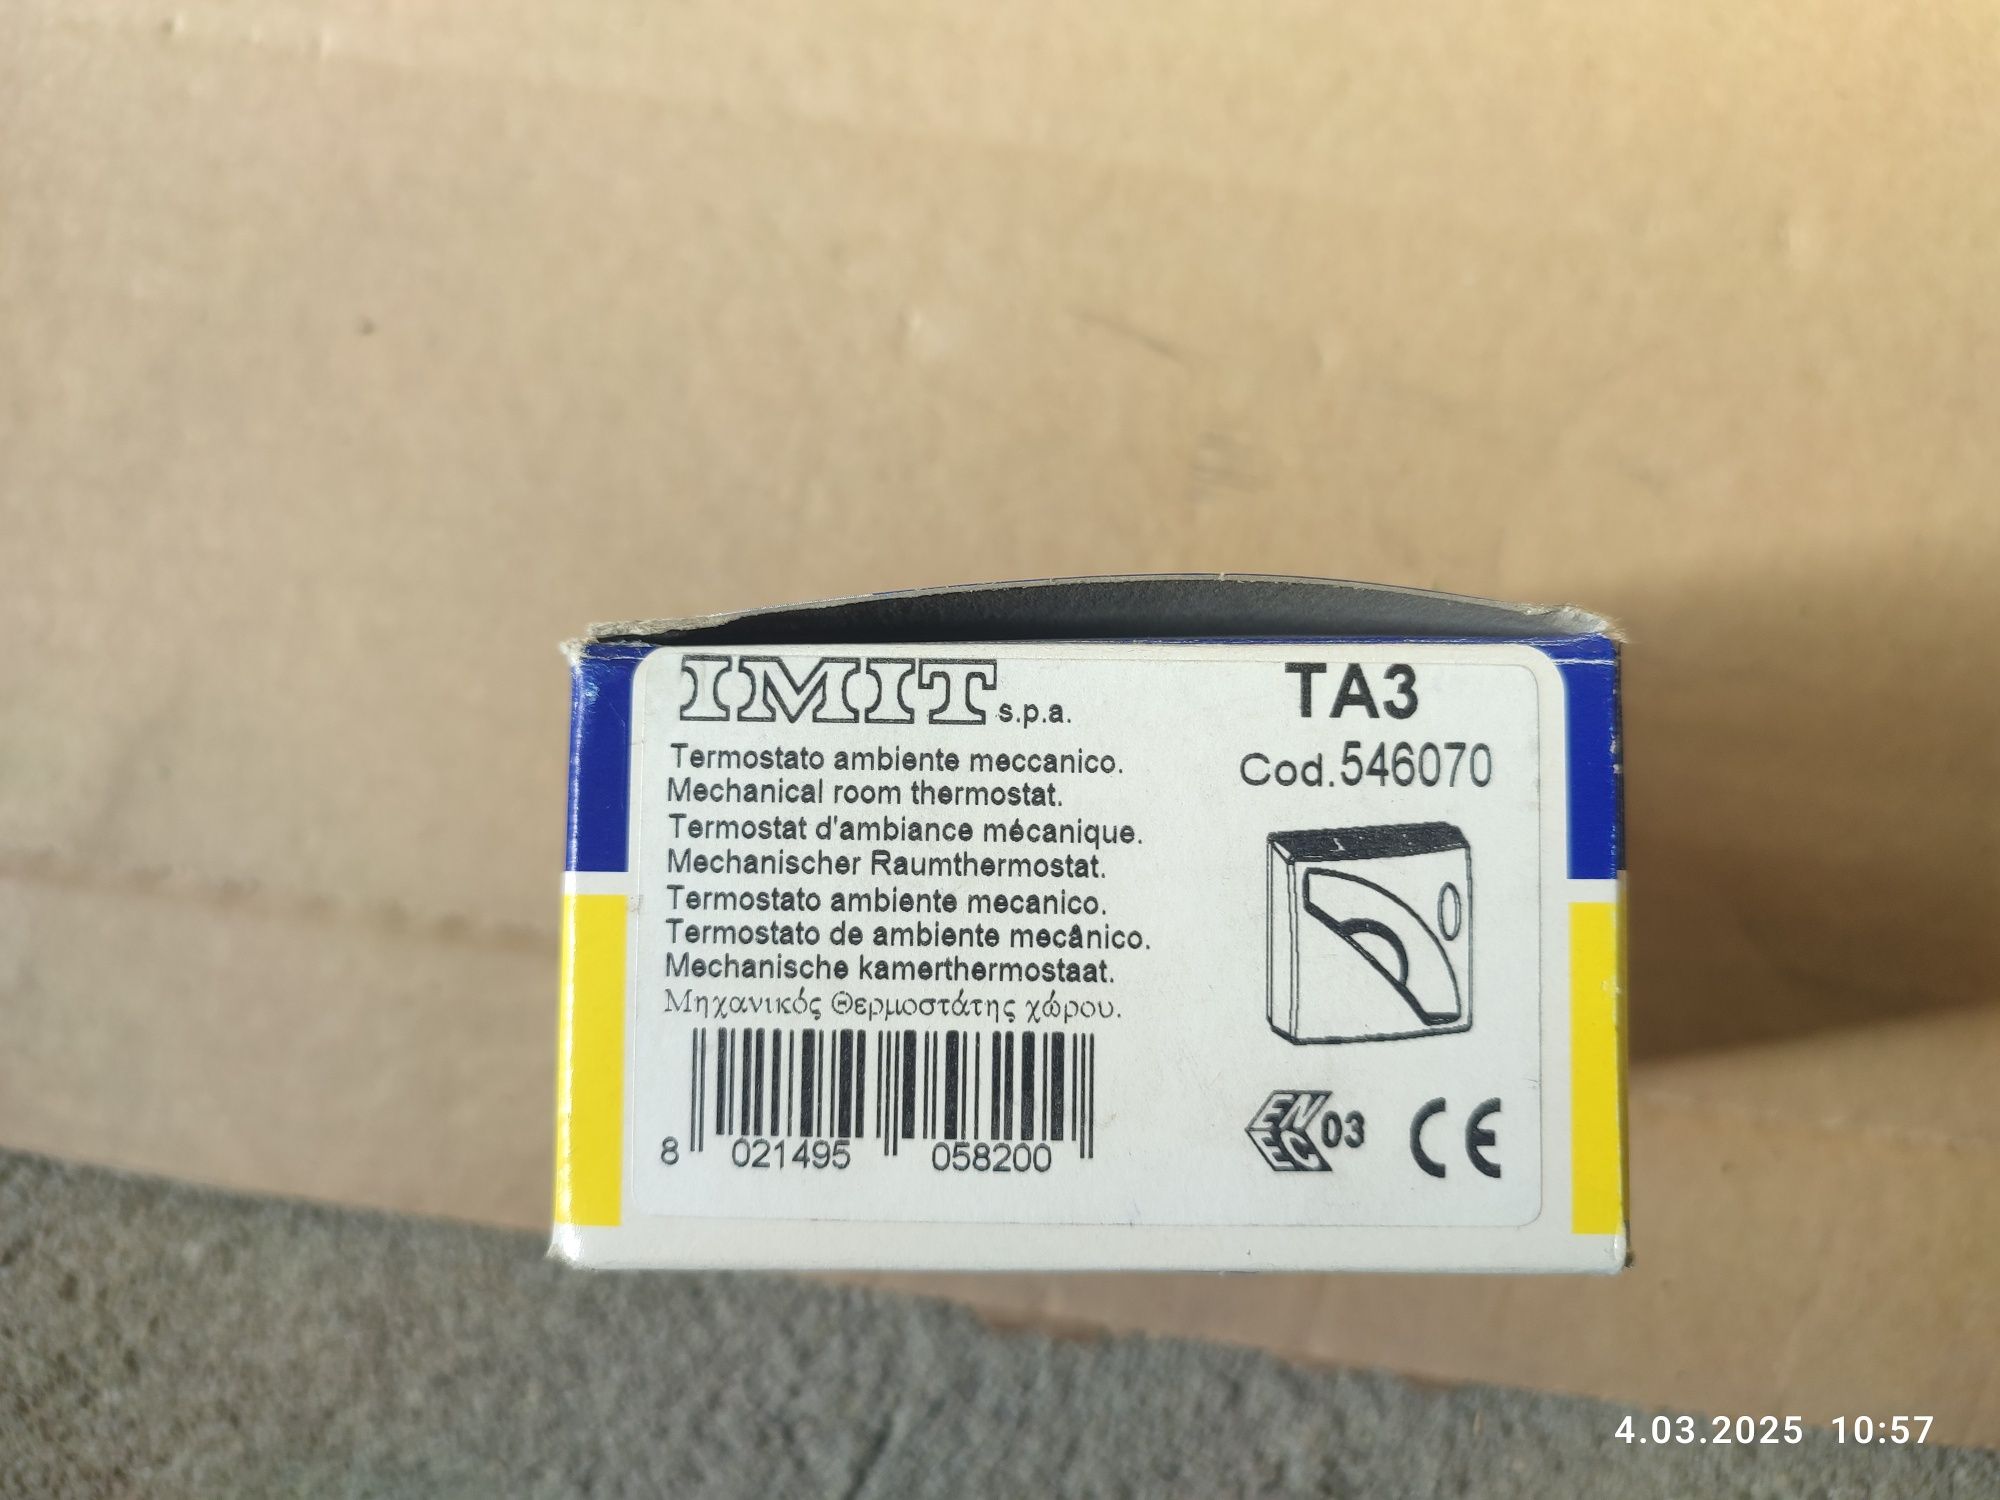 IMIT s.p.a.
TA3
Cod.546070
Termostato ambiente meccanico.
Mechanical room thermostat.
Termostat d'ambiance mécanique.
Mechanischer Raumthermostat.
Termostato ambiente mecanico.
Termostato de ambiente mecânico.
Mechanische kamerthermostaat.
Μηχανικός Θερμοστάτης χώρου.
8 021495 058200
ENEC 03 CE
4.03.2025 10:57